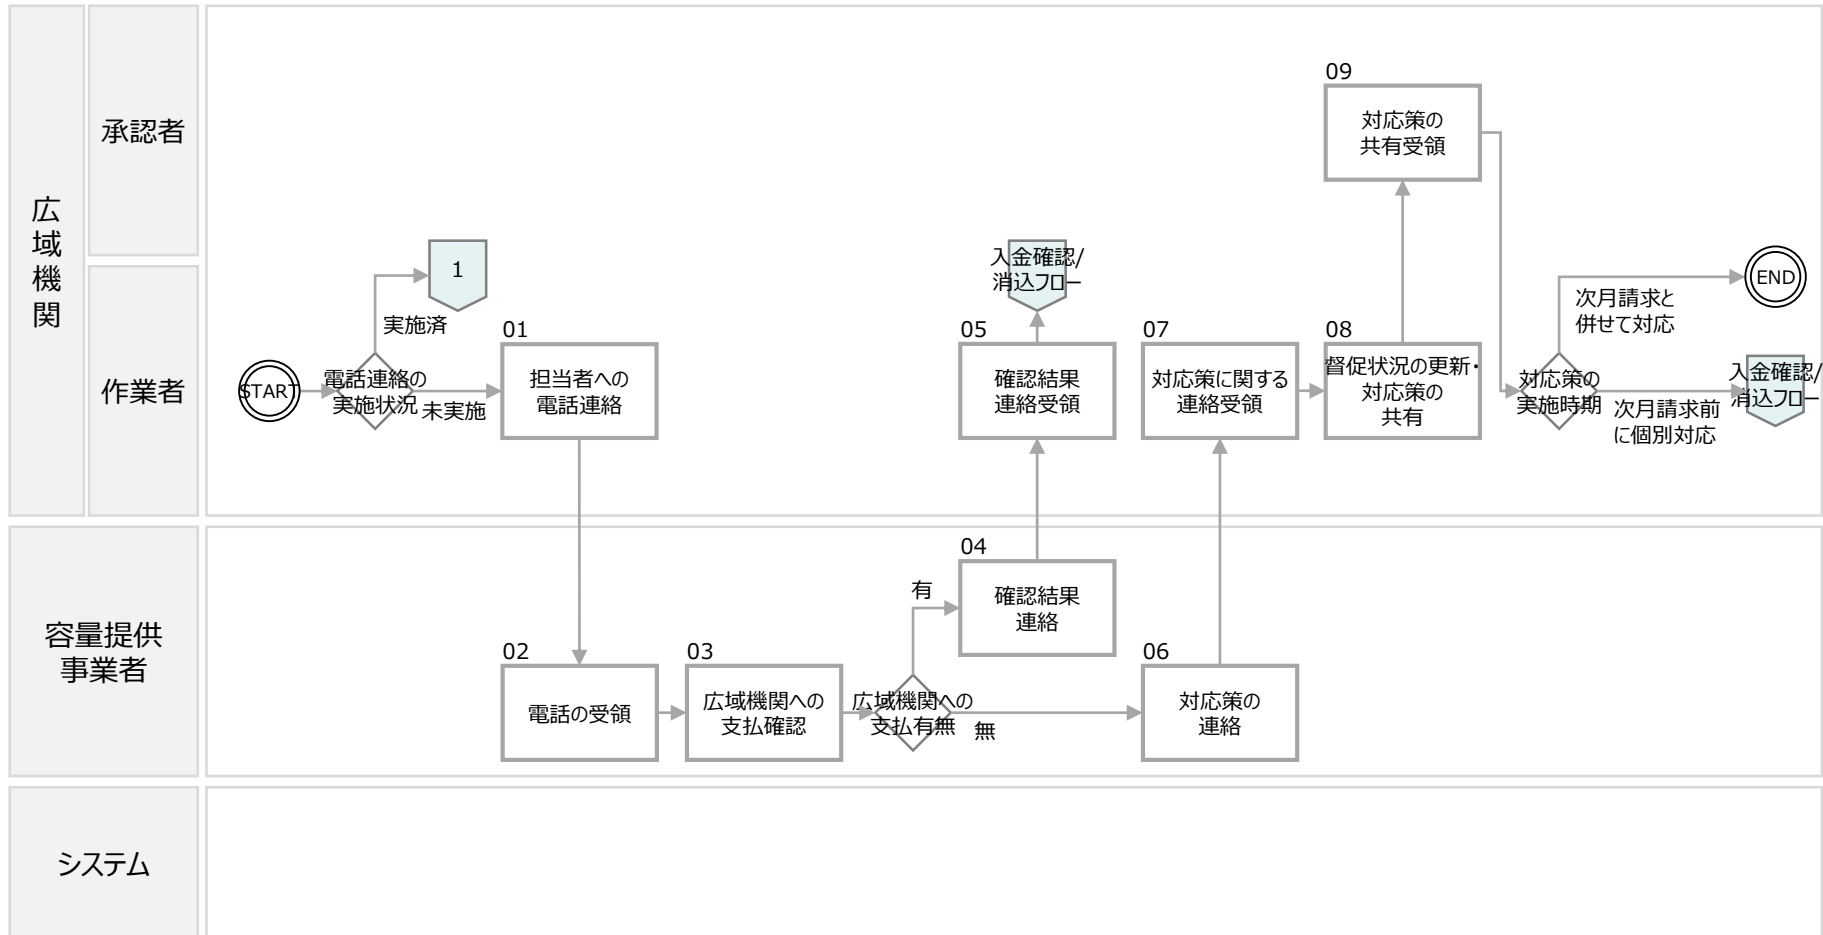 広
域
機
関
承認者
作業者
09
対応策の
共有受領
1
実施済
START
電話連絡の
実施状況
未実施
01
担当者への
電話連絡
入金確認/
消込フロー
05
確認結果
連絡受領
07
対応策に関する
連絡受領
08
督促状況の更新・
対応策の
共有
対応策の
実施時期
次月請求と
併せて対応
END
入金確認/
消込フロー
次月請求前
に個別対応
容量提供
事業者
02
電話の受領
03
広域機関への
支払確認
広域機関への
支払有無
有
無
04
確認結果
連絡
06
対応策の
連絡
システム